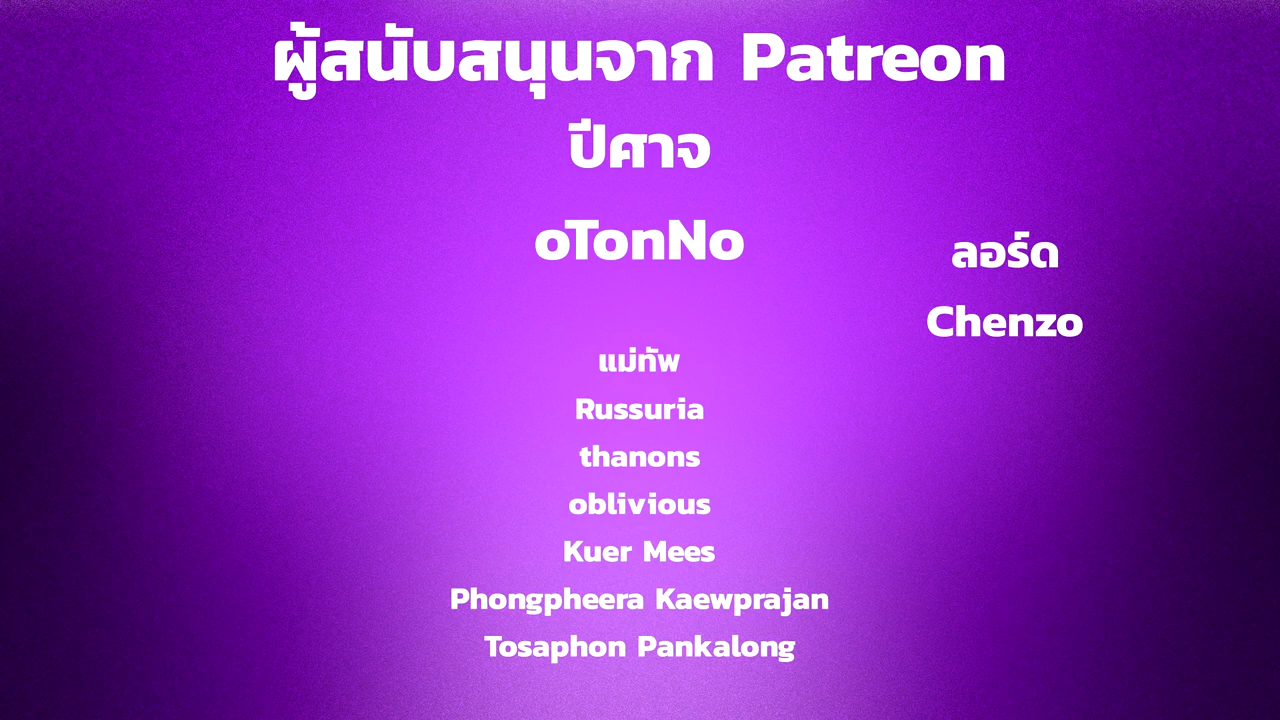 ผู้สนับสนุนจาก Patreon
ปีศาจ
oTonNo
ลอร์ด
Chenzo
แม่ทัพ
Russuria
thanons
oblivious
Kuer Mees
Phongpheera Kaewprajan
Tosaphon Pankalong